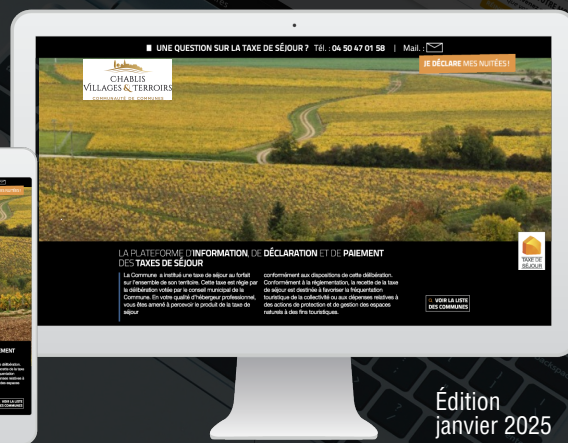 UNE QUESTION SUR LA TAXE DE SÉJOUR ? Tél. : 04 50 47 01 58 | Mail. :
JE DÉCLARE MES NUITÉES !
CHABLIS
VILLAGES & TERROIRS
COMMUNAUTÉ DE COMMUNES
LA PLATEFORME D'INFORMATION, DE DÉCLARATION ET DE PAIEMENT
DES TAXES DE SÉJOUR
La Commune a institué une taxe de séjour au forfait
sur l'ensemble de son territoire. Cette taxe est régie par
la délibération votée par le conseil municipal de la
Commune. En votre qualité d'hébergeur professionnel,
vous êtes amené à percevoir le produit de la taxe de
séjour
conformément aux dispositions de cette délibération.
Conformément à la réglementation, la recette de la taxe
de séjour est destinée à favoriser la fréquentation
touristique de la collectivité ou aux dépenses relatives à
des actions de protection et de gestion des espaces
naturels à des fins touristiques.
TAXE DE
SÉJOUR
VOIR LA LISTE
DES COMMUNES
Édition
janvier 2025